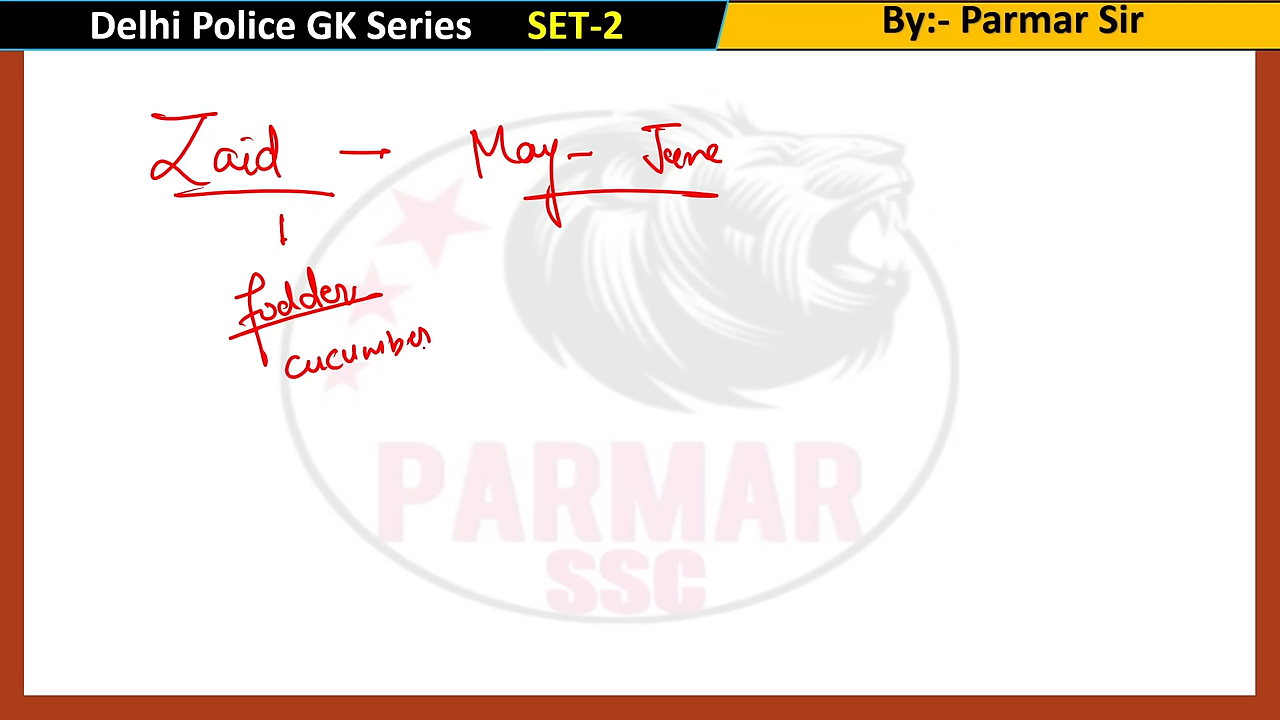 Delhi Police GK Series SET-2 By:- Parmar Sir
Zaid → May - June
fodder
cucumber
PARMAR
SSC